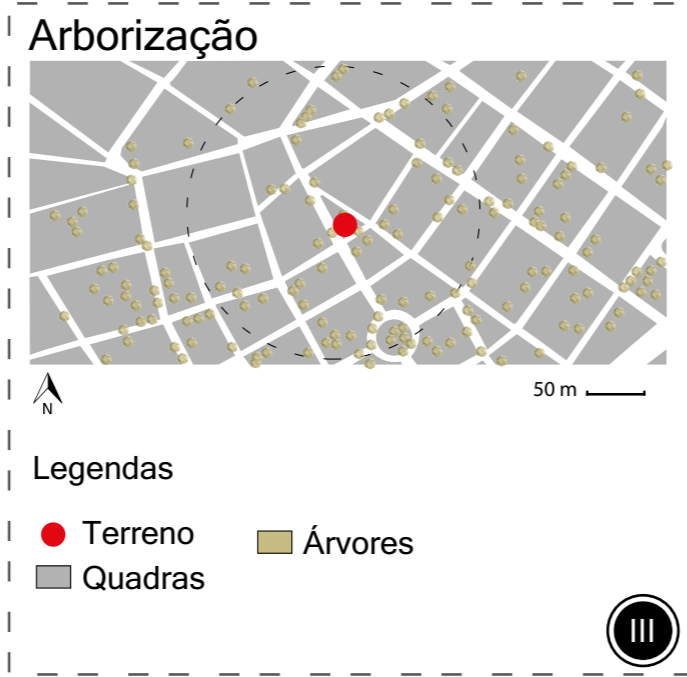 Arborização
N
50 m
Legendas
Terreno
Árvores
Quadras
III